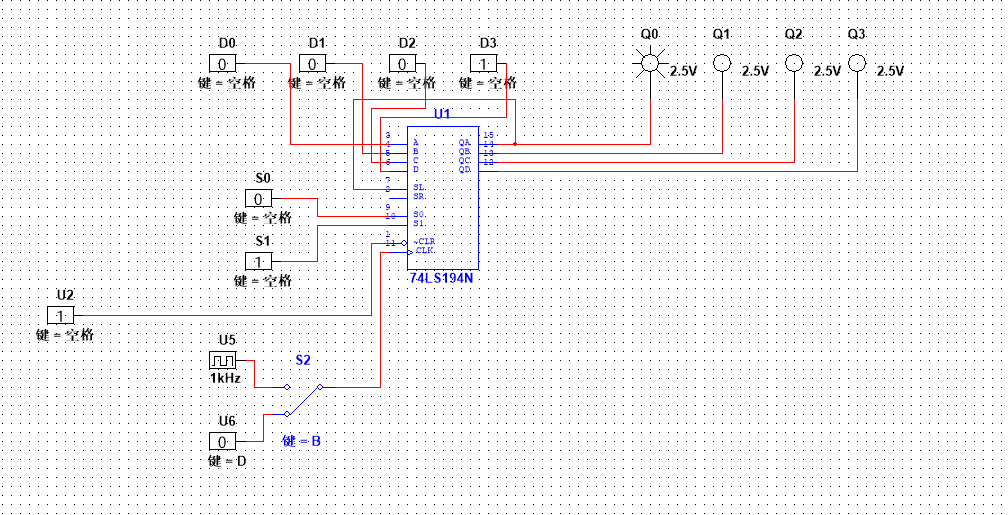 D0 D1 D2 D3 Q0 Q1 Q2 Q3
0 0 0 1 2.5V 2.5V 2.5V 2.5V
键 = 空格 键 = 空格 键 = 空格 键 = 空格
U1
3 A QA 15
4 B QB 14
5 C QC 13
6 D QD 12
7 SL
2 SR
S0
0
键 = 空格
9 S0
10 S1
S1
1
键 = 空格
1 ~CLR
11 CLK
74LS194N
U2
1
键 = 空格
U5
1kHz
S2
U6
0
键 = D
键 = B